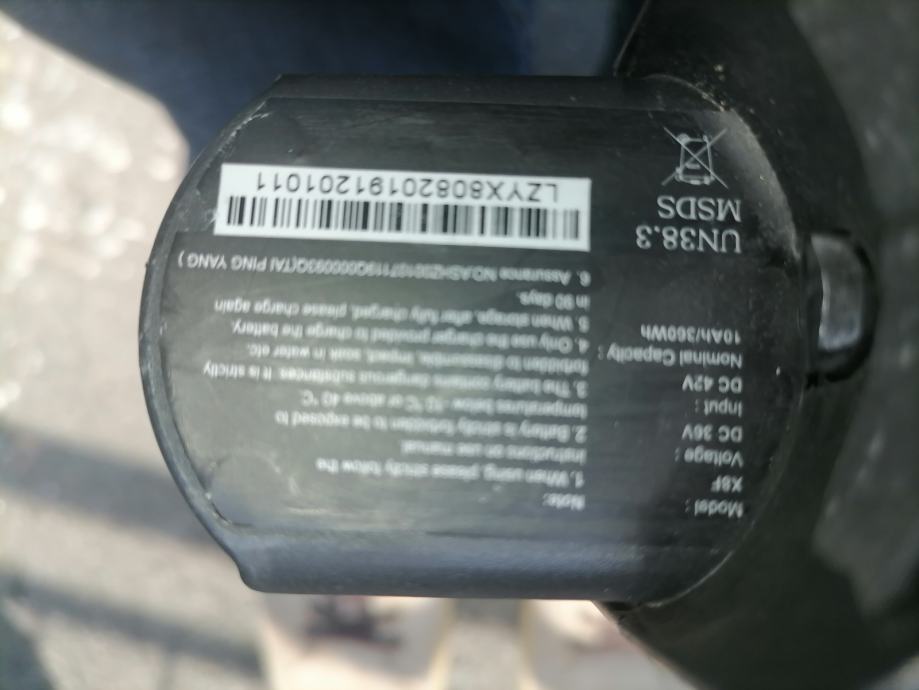 Model :
X8F
Voltage :
DC 36V
Input :
DC 42V
Nominal Capacity :
10Ah/360Wh
UN38.3
MSDS
Note:
1. When using, please strictly follow the
instructions on use manual.
2. Battery is strictly forbidden to be exposed to
temperatures below °C or above 40 °C.
3. The battery contains dangerous substances. It is strictly
forbidden to disassemble, impact, soak in water etc.
4. Only use the charger provided to charge the battery.
5. When storage, after fully charged, please charge again
in 90 days.
6. Assurance (TAI PING YANG )
LZYX80820191201011